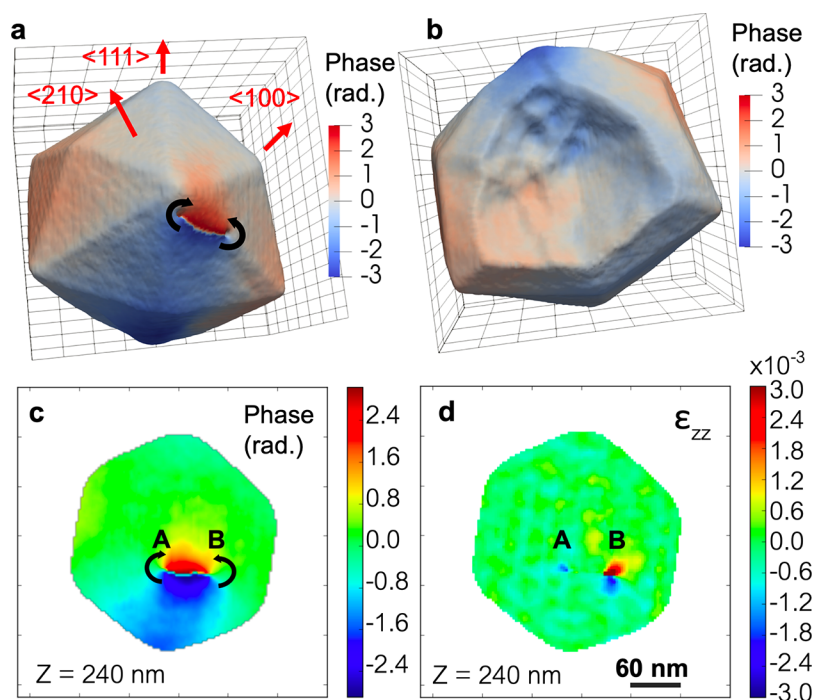 a
<111>
<210>
<100>
Phase
(rad.)
3
2
1
0
-1
-2
-3
b
Phase
(rad.)
3
2
1
0
-1
-2
-3
c
Phase
(rad.)
A B
Z = 240 nm
2.4
1.6
0.8
0.0
-0.8
-1.6
-2.4
d
εzz
A B
Z = 240 nm
60 nm
×10-3
3.0
2.4
1.8
1.2
0.6
0.0
-0.6
-1.2
-1.8
-2.4
-3.0